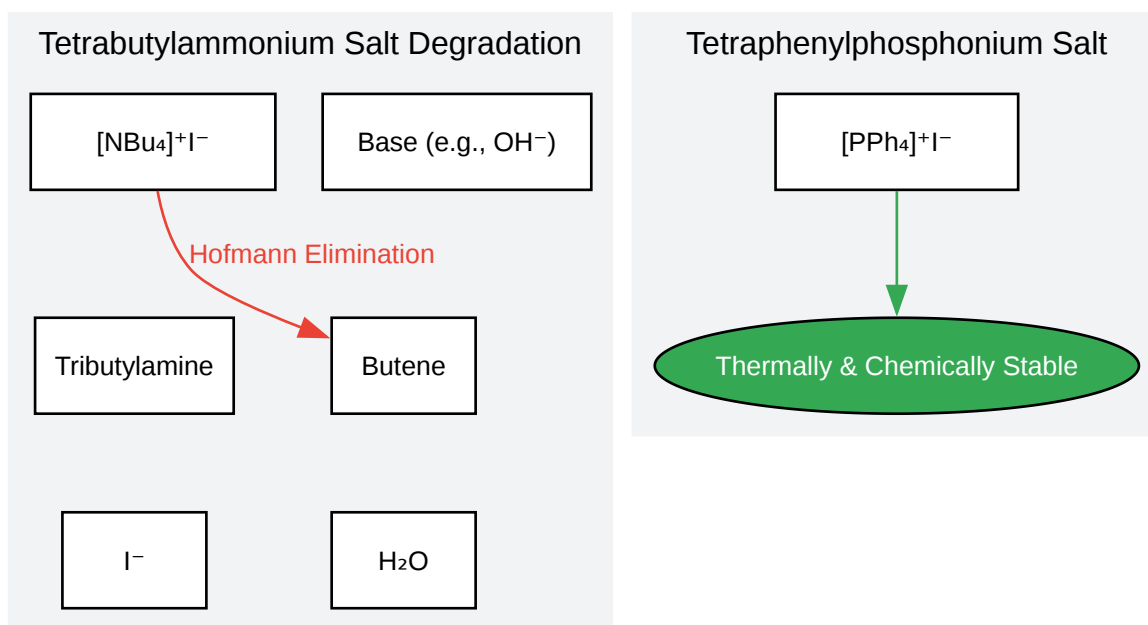 Tetrabutylammonium Salt Degradation
[NBu₄]⁺I⁻
Base (e.g., OH⁻)
Hofmann Elimination
Tributylamine
Butene
I⁻
H₂O
Tetraphenylphosphonium Salt
[PPh₄]⁺I⁻
Thermally & Chemically Stable